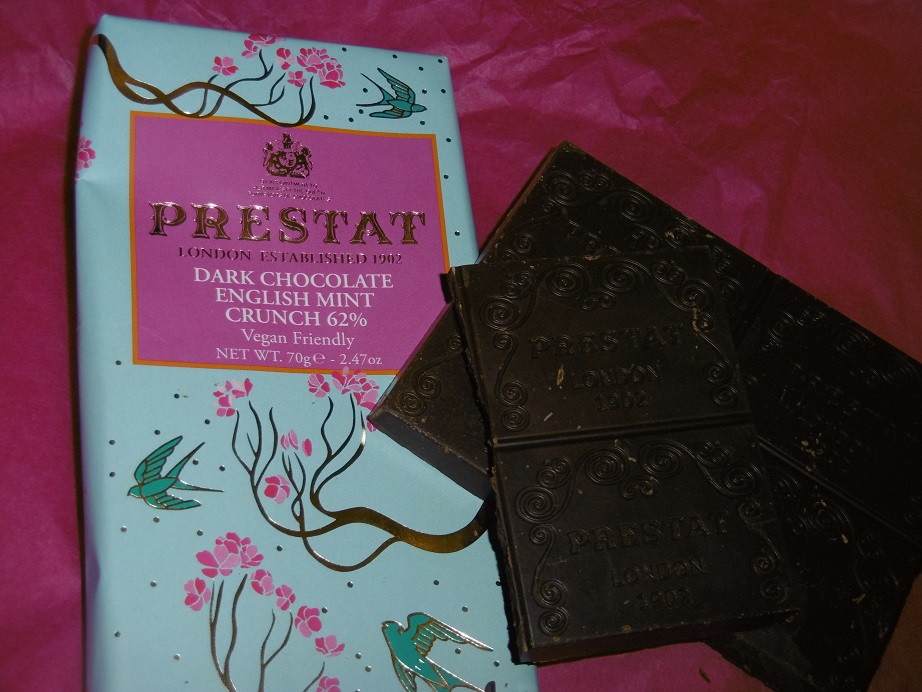 PRESTAT
LONDON ESTABLISHED 1902
DARK CHOCOLATE
ENGLISH MINT
CRUNCH 62%
Vegan Friendly
NET WT. 70g℮ - 2.47oz
PRESTAT
LONDON
1902
PRESTAT
LONDON
1902